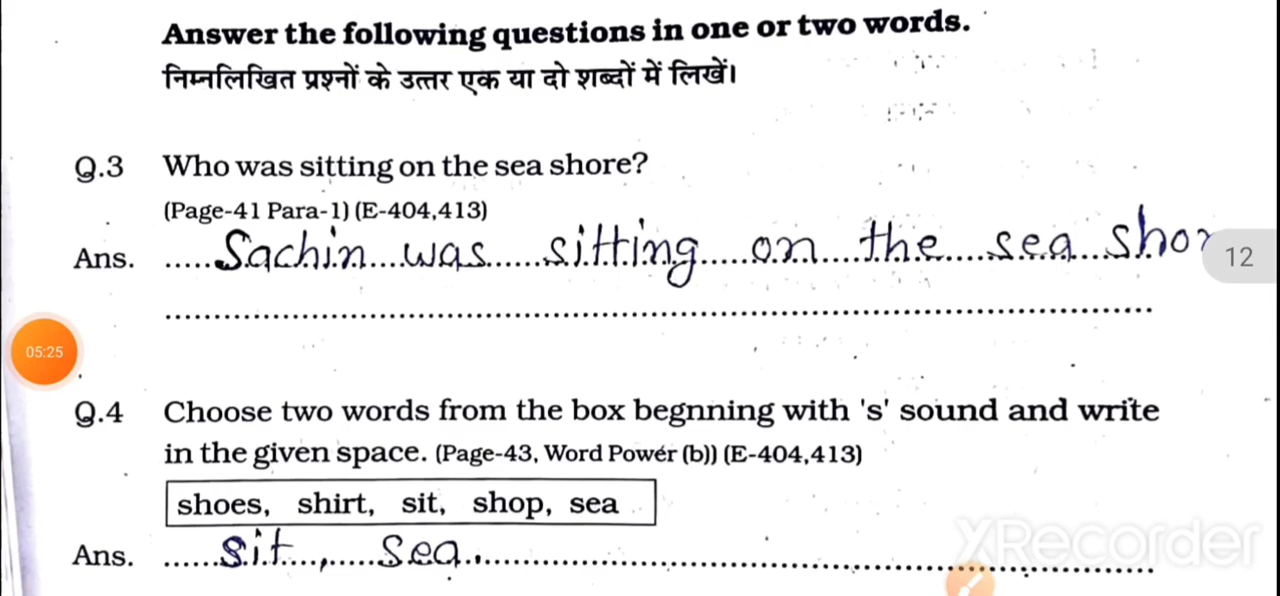 Answer the following questions in one or two words.
निम्नलिखित प्रश्नों के उत्तर एक या दो शब्दों में लिखें।
Q.3 Who was sitting on the sea shore?
(Page-41 Para-1) (E-404,413)
Ans. .....Sachin...was......sitting.....on....the....sea...shor
12
05:25
Q.4 Choose two words from the box begnning with 's' sound and write
in the given space. (Page-43, Word Power (b)) (E-404,413)
shoes, shirt, sit, shop, sea
Ans. ......sit....,.....sea..........
XRecorder